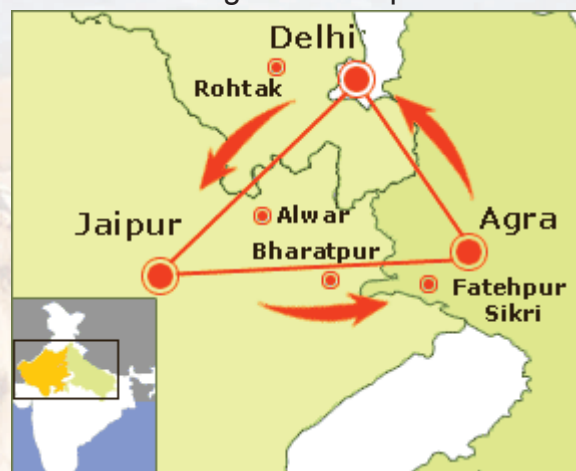 Delhi
Rohtak
Alwar
Jaipur
Agra
Bharatpur
Fatehpur
Sikri